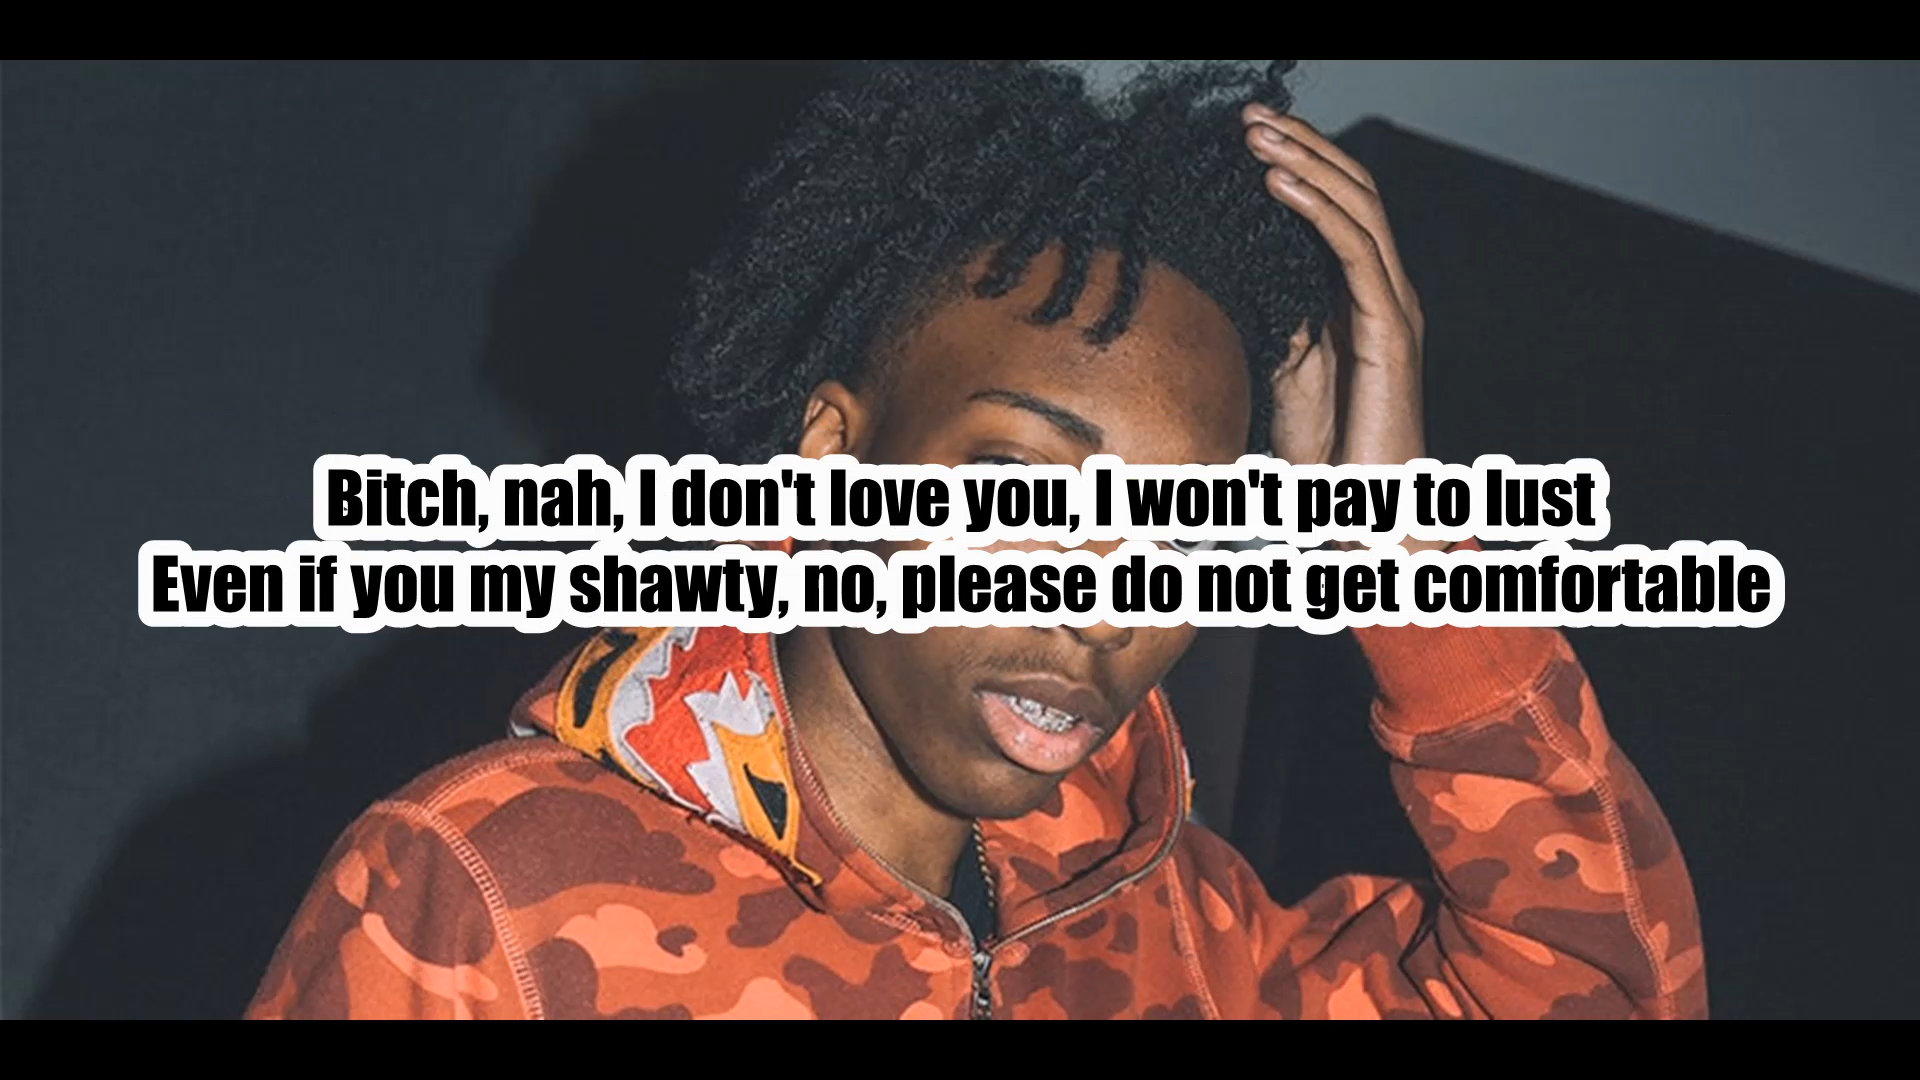 Bitch, nah, I don't love you, I won't pay to lust
Even if you my shawty, no, please do not get comfortable